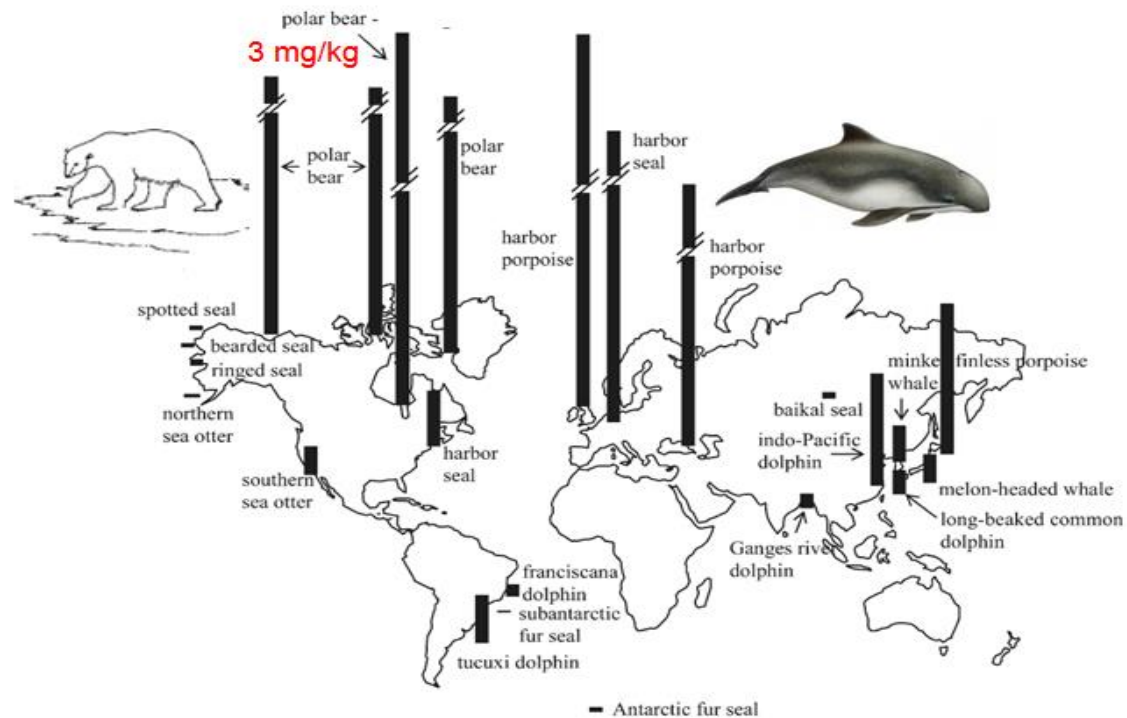 polar bear -
3 mg/kg
polar
bear
polar
bear
harbor
seal
harbor
porpoise
harbor
porpoise
spotted seal
bearded seal
ringed seal
northern
sea otter
southern
sea otter
harbor
seal
minke
whale
finless porpoise
baikal seal
indo-Pacific
dolphin
melon-headed whale
long-beaked common
dolphin
Ganges river
dolphin
franciscana
dolphin
subantarctic
fur seal
tucuxi dolphin
Antarctic fur seal